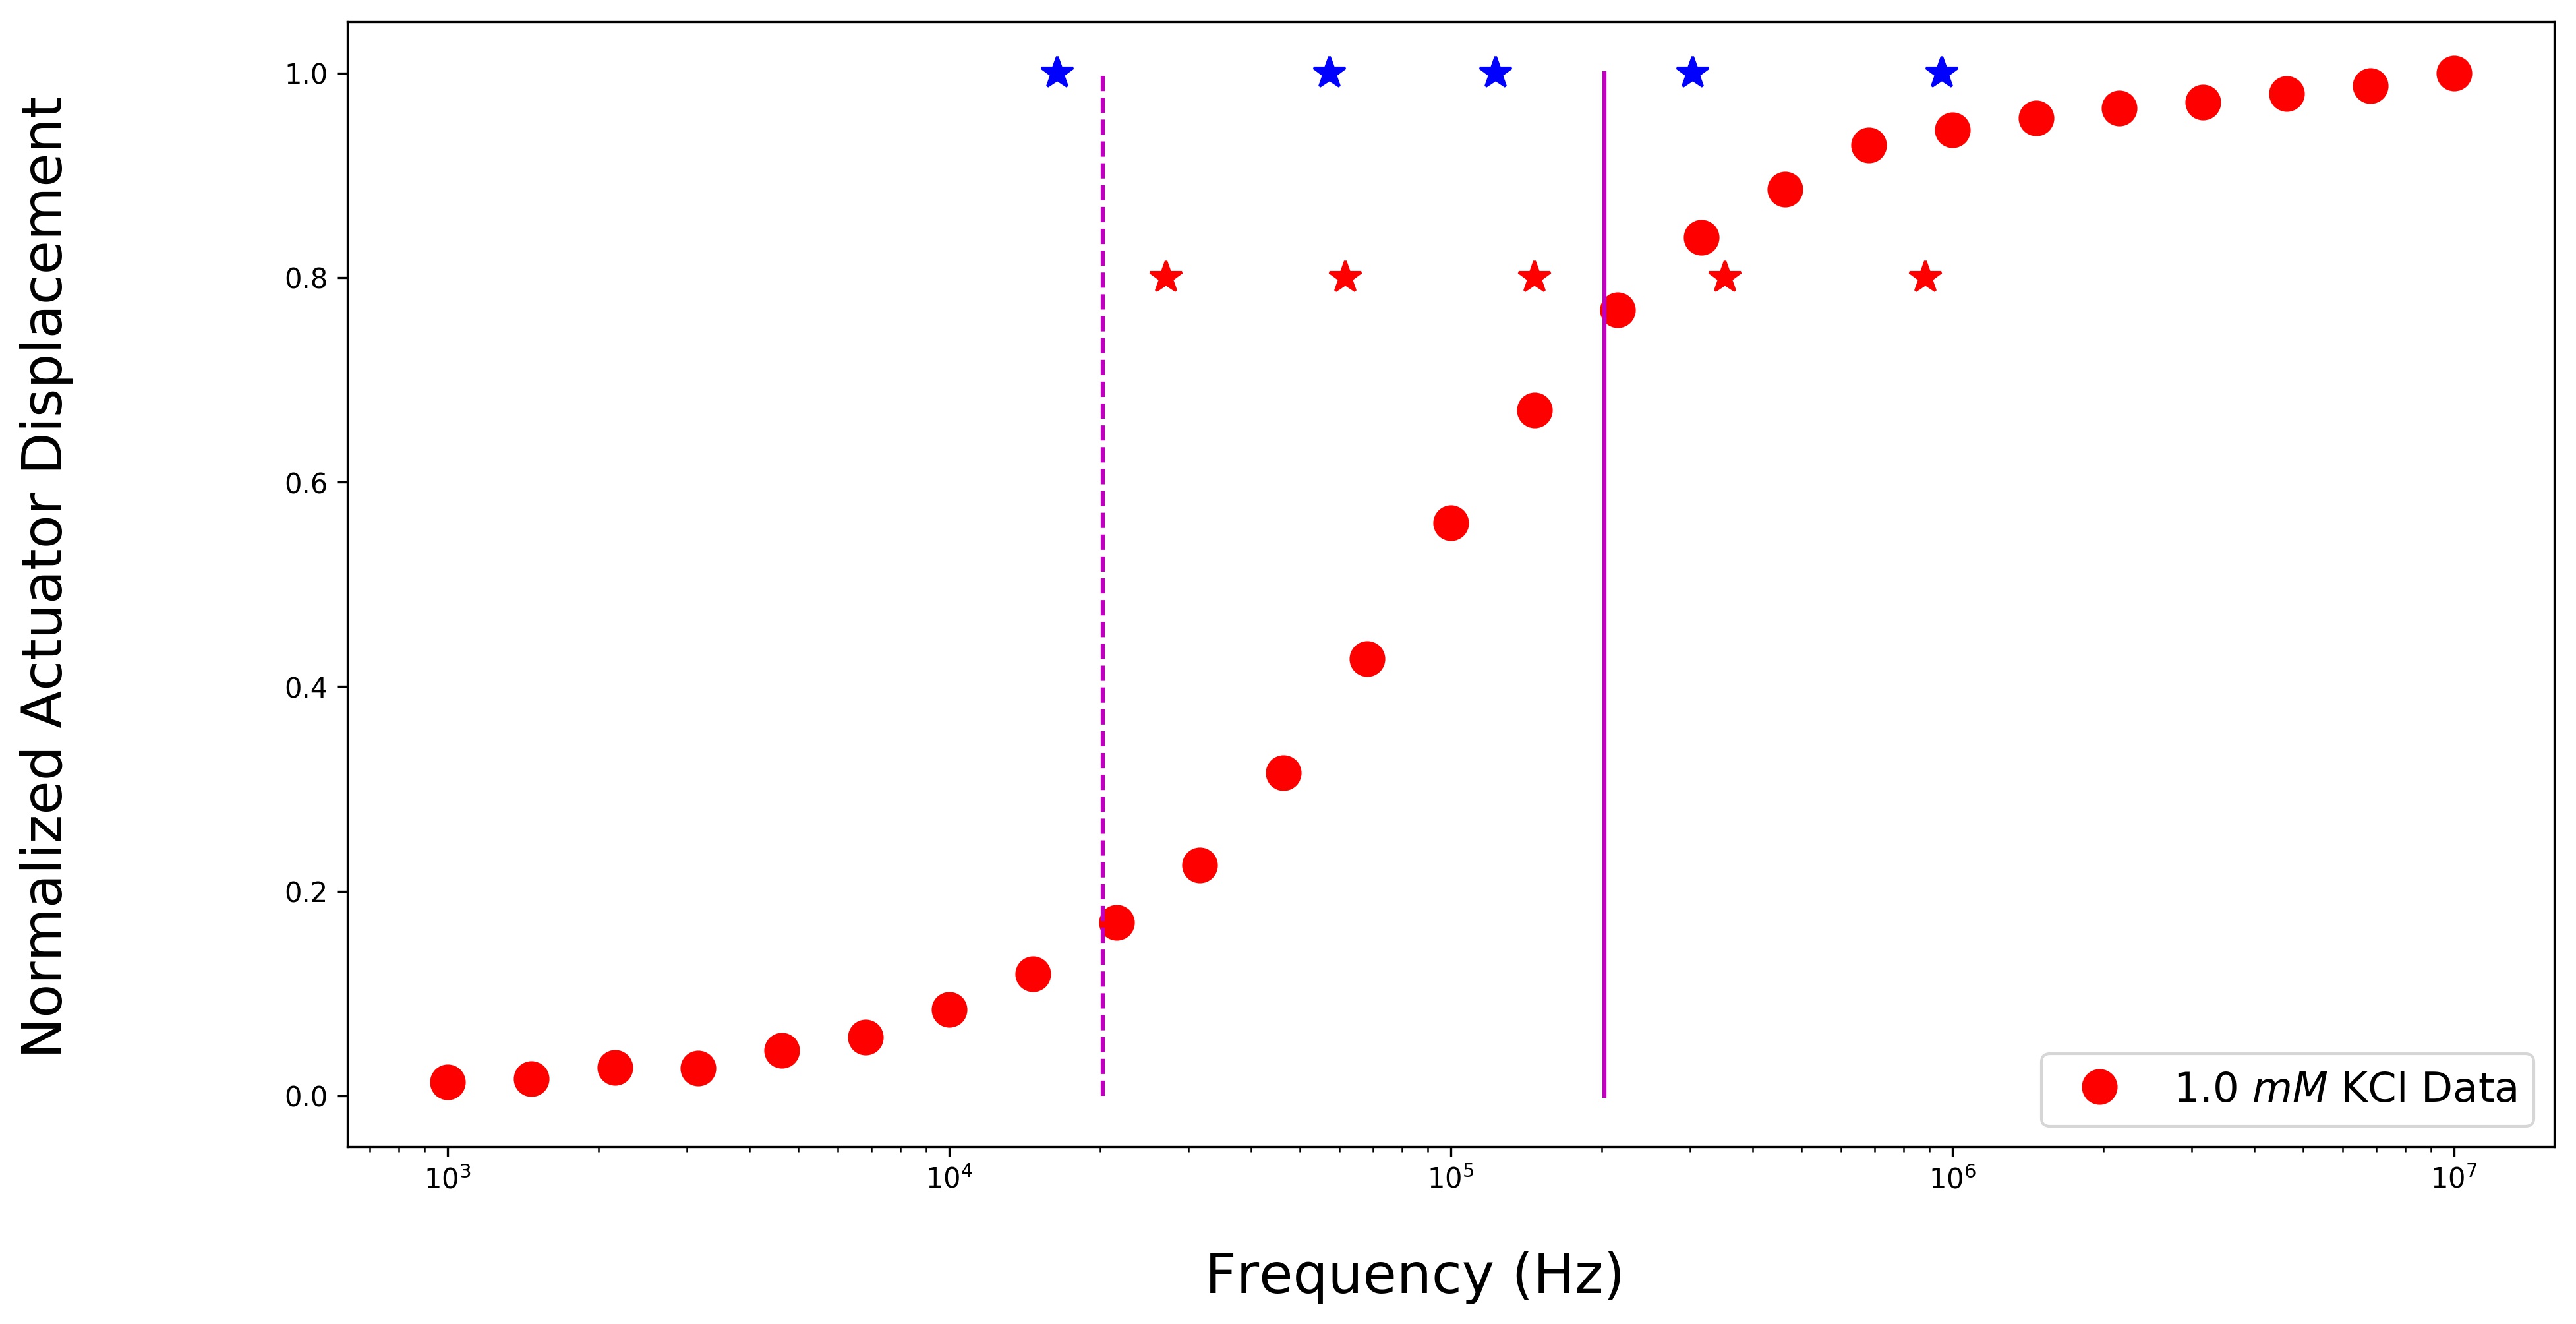 Normalized Actuator Displacement
1.0
0.8
0.6
0.4
0.2
0.0
1.0 mM KCl Data
10³ 10⁴ 10⁵ 10⁶ 10⁷
Frequency (Hz)